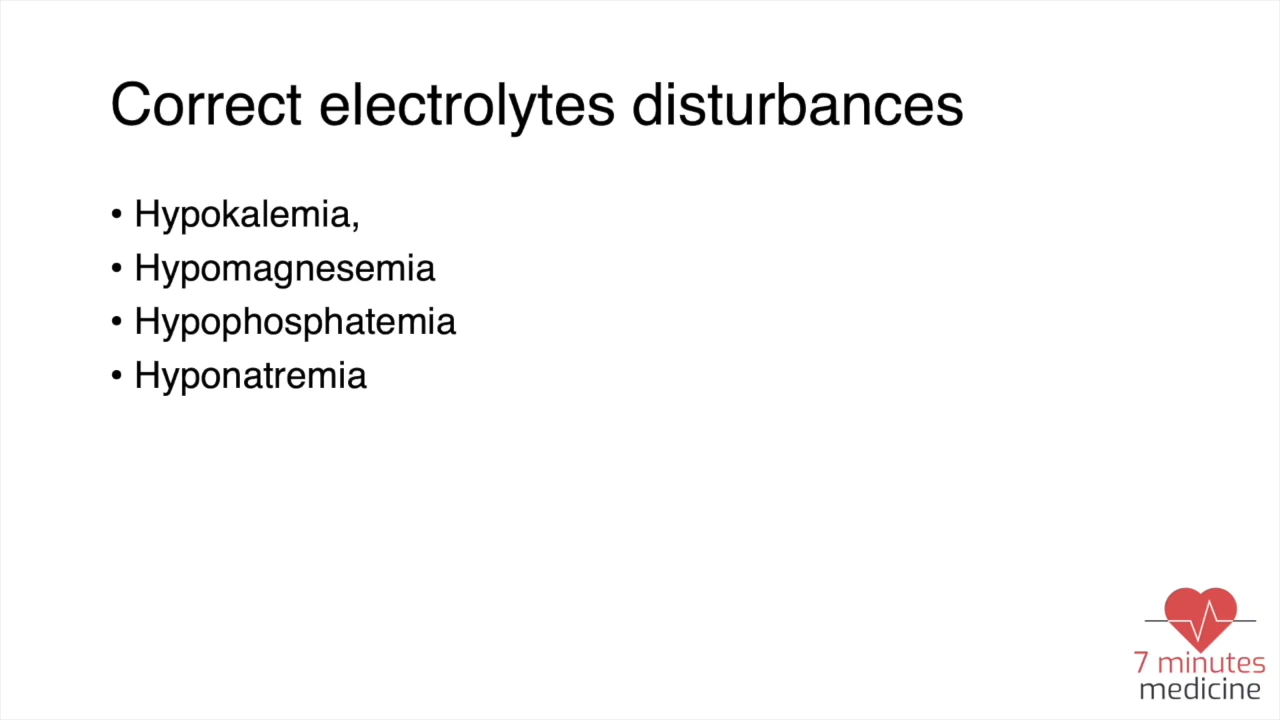 Correct electrolytes disturbances
• Hypokalemia,
• Hypomagnesemia
• Hypophosphatemia
• Hyponatremia
7 minutes
medicine